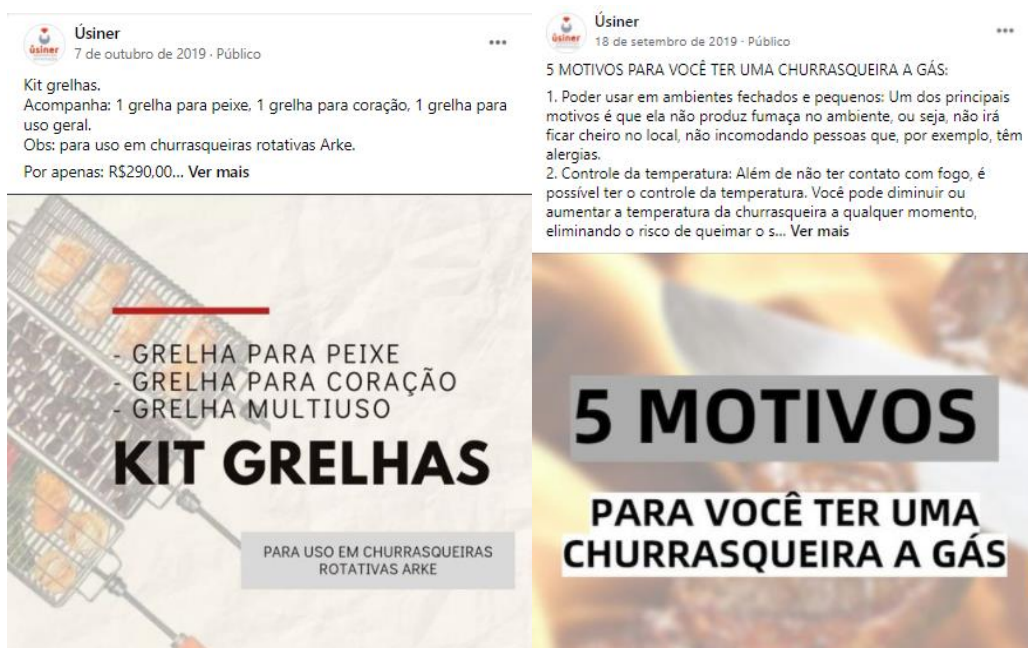 Úsiner
7 de outubro de 2019 · Público
Kit grelhas.
Acompanha: 1 grelha para peixe, 1 grelha para coração, 1 grelha para
uso geral.
Obs: para uso em churrasqueiras rotativas Arke.
Por apenas: R$290,00... Ver mais
- GRELHA PARA PEIXE
- GRELHA PARA CORAÇÃO
- GRELHA MULTIUSO
KIT GRELHAS
PARA USO EM CHURRASQUEIRAS
ROTATIVAS ARKE
Úsiner
18 de setembro de 2019 · Público
5 MOTIVOS PARA VOCÊ TER UMA CHURRASQUEIRA A GÁS:
1. Poder usar em ambientes fechados e pequenos: Um dos principais
motivos é que ela não produz fumaça no ambiente, ou seja, não irá
ficar cheiro no local, não incomodando pessoas que, por exemplo, têm
alergias.
2. Controle da temperatura: Além de não ter contato com fogo, é
possível ter o controle da temperatura. Você pode diminuir ou
aumentar a temperatura da churrasqueira a qualquer momento,
eliminando o risco de queimar o s... Ver mais
5 MOTIVOS
PARA VOCÊ TER UMA
CHURRASQUEIRA A GÁS